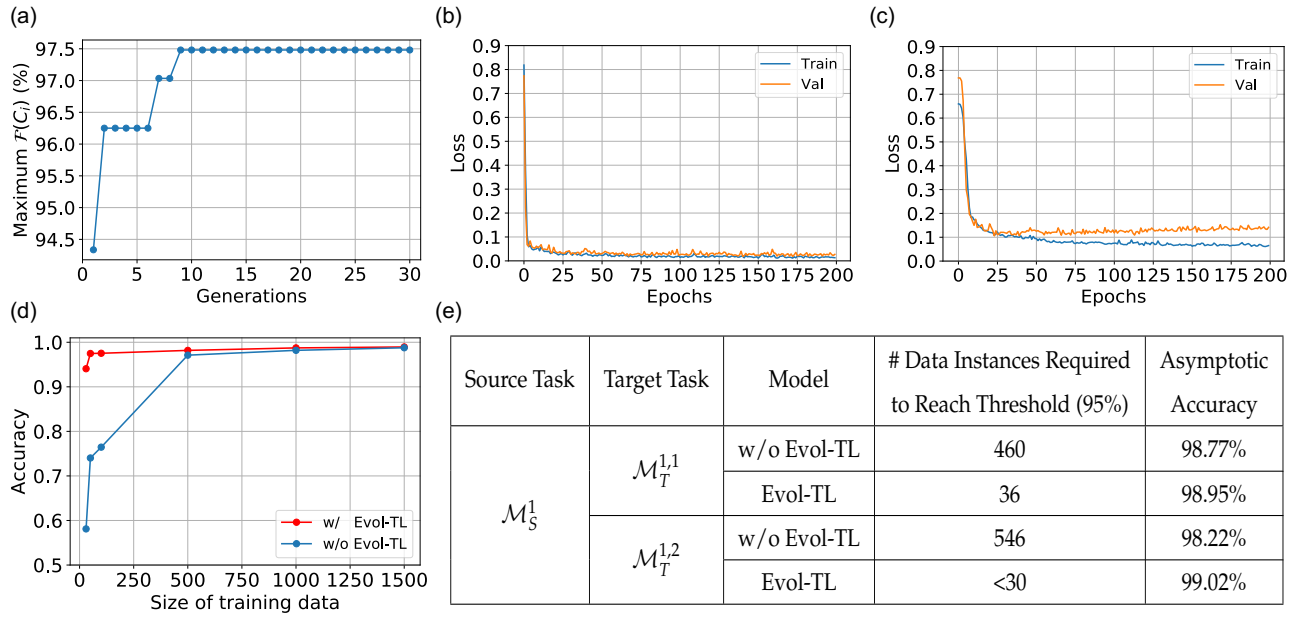 (a)
Maximum F(C_i) (%)
97.5
97.0
96.5
96.0
95.5
95.0
94.5
0 5 10 15 20 25 30
Generations
(b)
Loss
0.9
0.8
0.7
0.6
0.5
0.4
0.3
0.2
0.1
0.0
Train
Val
0 25 50 75 100 125 150 175 200
Epochs
(c)
Loss
0.9
0.8
0.7
0.6
0.5
0.4
0.3
0.2
0.1
0.0
Train
Val
0 25 50 75 100 125 150 175 200
Epochs
(d)
Accuracy
1.0
0.9
0.8
0.7
0.6
0.5
w/ Evol-TL
w/o Evol-TL
0 250 500 750 1000 1250 1500
Size of training data
(e)
Source Task Target Task Model # Data Instances Required to Reach Threshold (95%) Asymptotic Accuracy
M_S^1 M_T^{1,1} w/o Evol-TL 460 98.77%
Evol-TL 36 98.95%
M_T^{1,2} w/o Evol-TL 546 98.22%
Evol-TL <30 99.02%